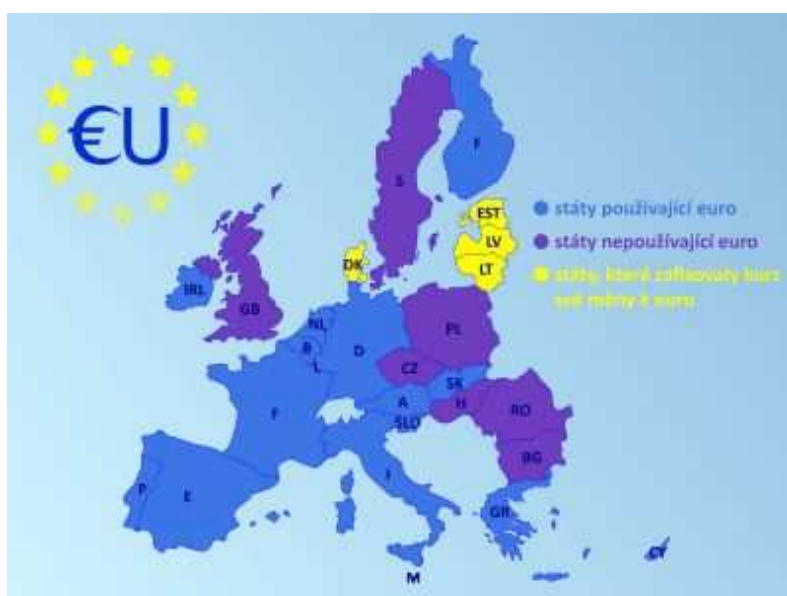 €U
F
S
EST
státy používající euro
LV
státy nepoužívající euro
DK
LT
státy, které zafixovaly kurz
své měny k euru
IRL
GB
NL
PL
B
D
L
CZ
SK
A
H
F
SLO
RO
BG
P
E
I
GR
CY
M